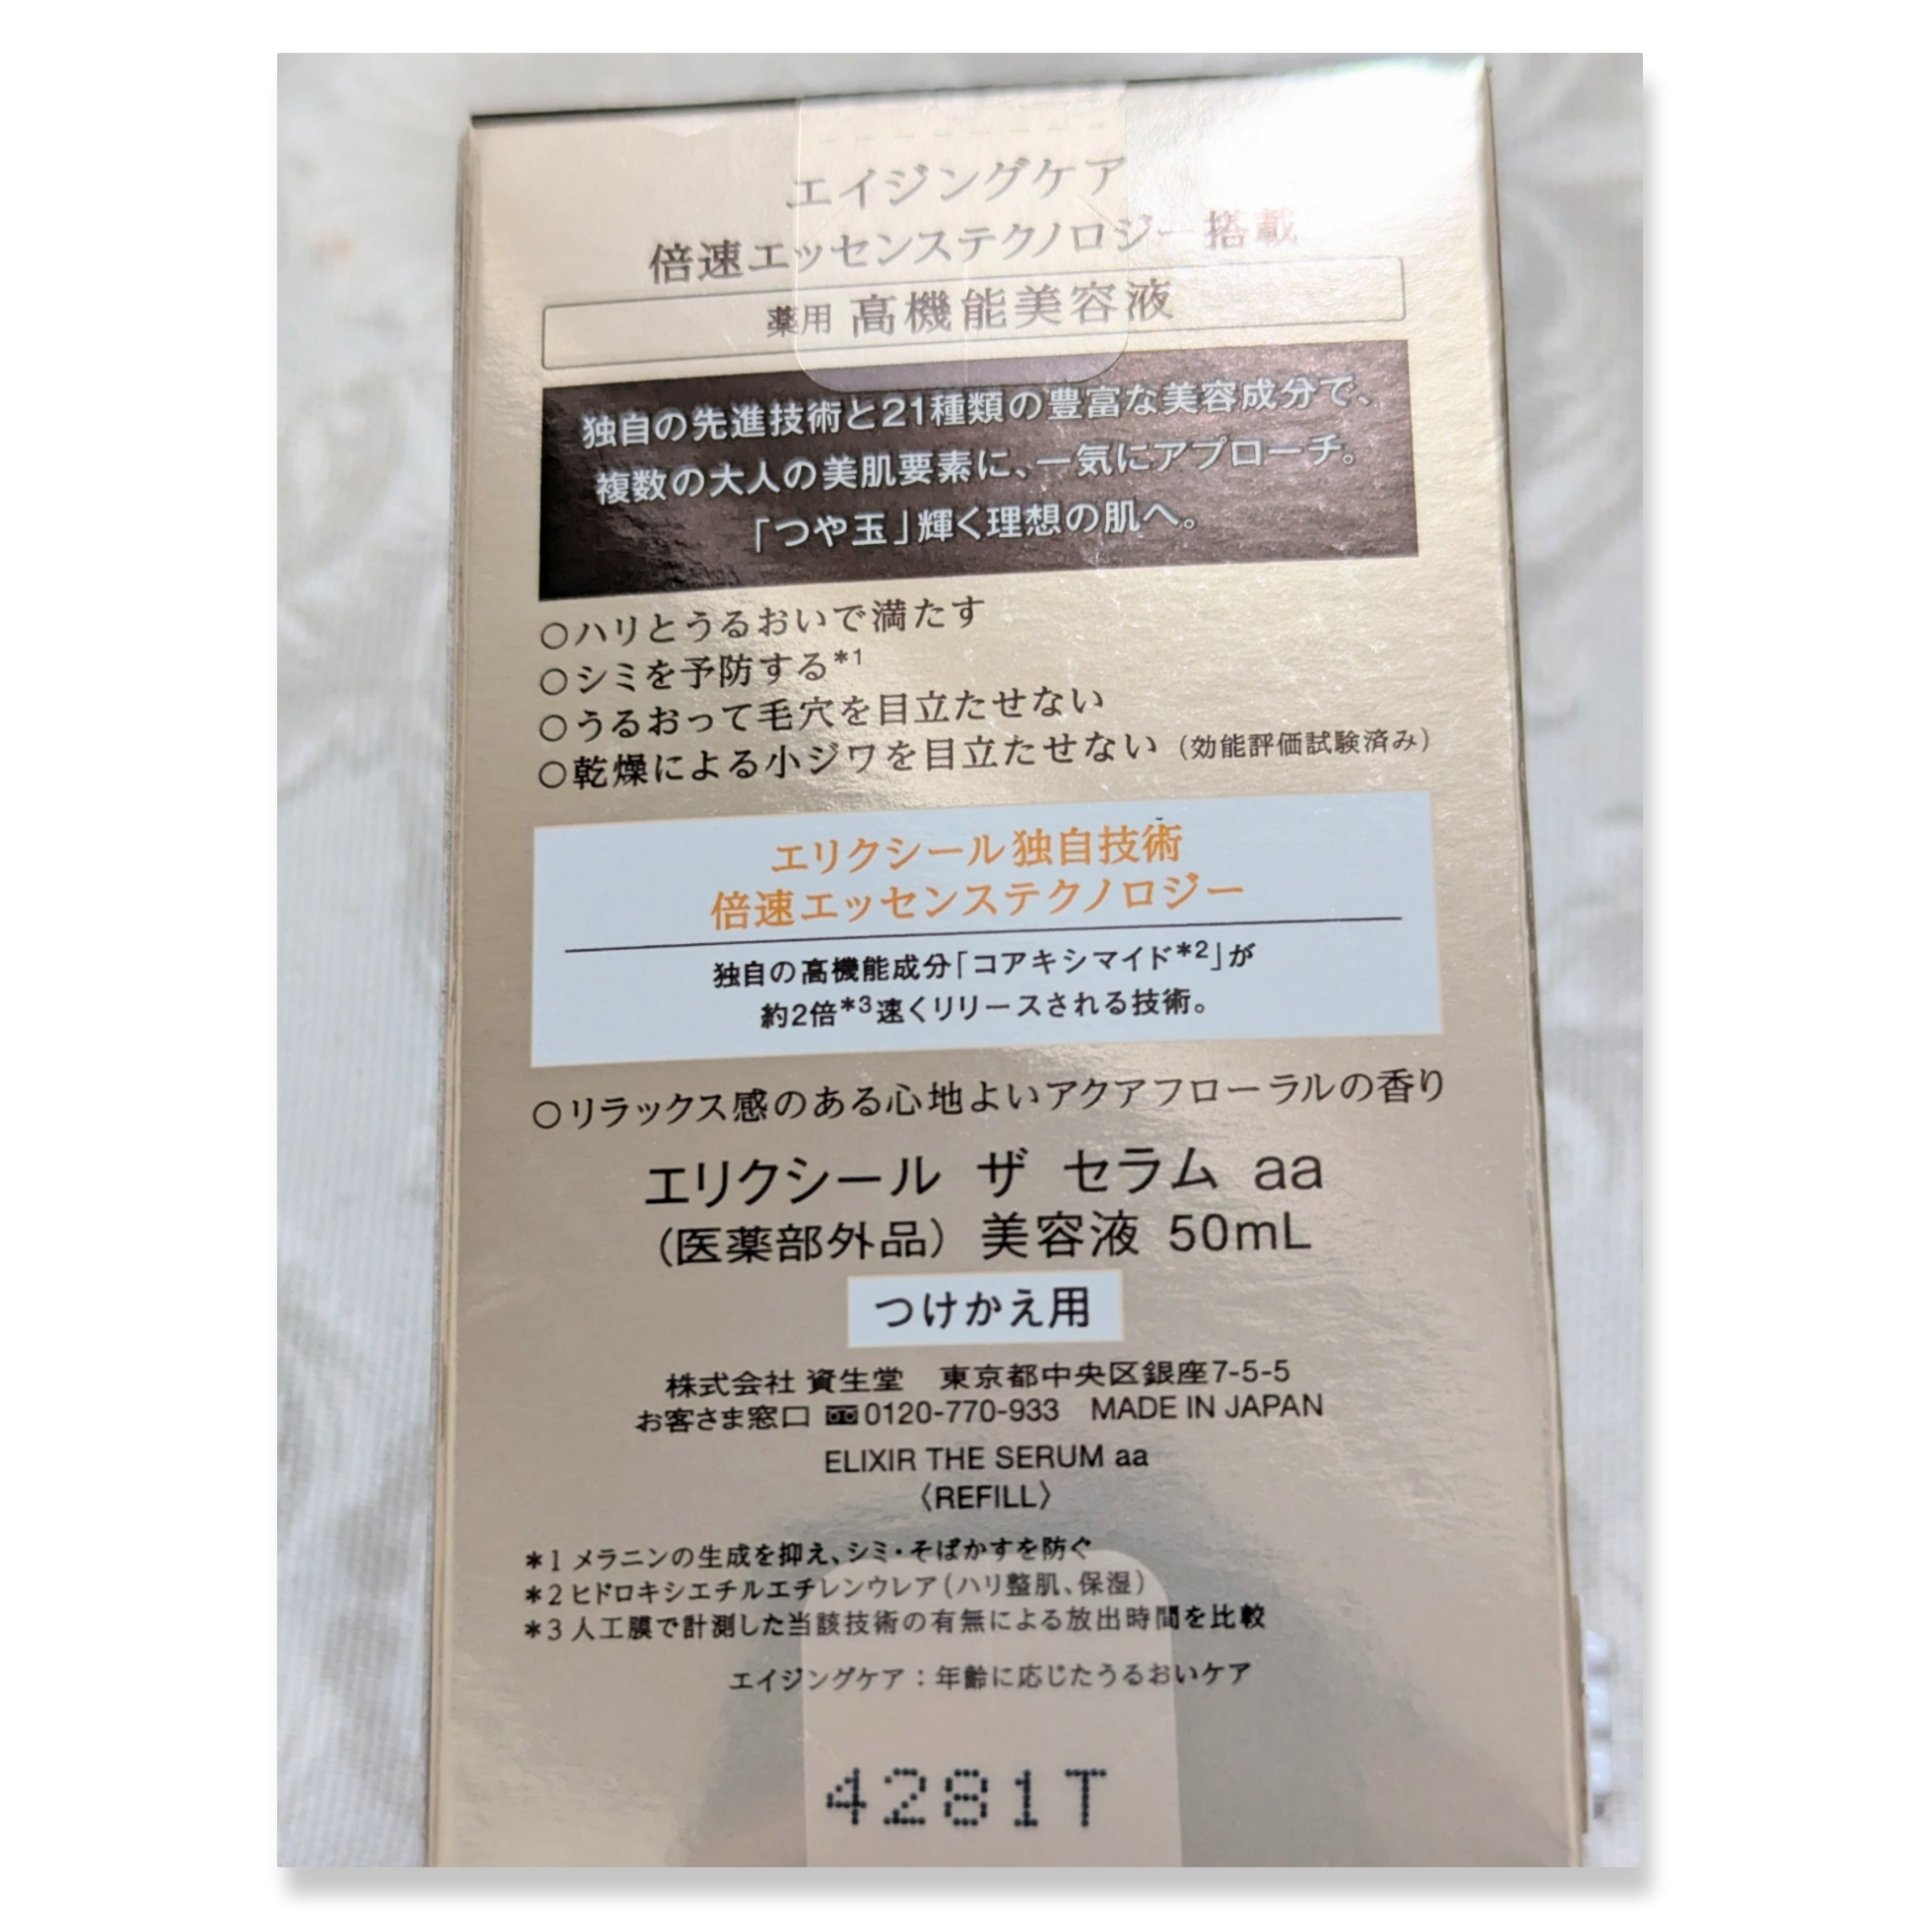 エイジングケア
倍速エッセンステクノロジー搭載
薬用 高機能美容液
独自の先進技術と21種類の豊富な美容成分で、
複数の大人の美肌要素に、一気にアプローチ。
「つや玉」輝く理想の肌へ。
○ハリとうるおいで満たす
○シミを予防する*1
○うるおって毛穴を目立たせない
○乾燥による小ジワを目立たせない（効能評価試験済み）
エリクシール独自技術
倍速エッセンステクノロジー
独自の高機能成分「コアキシマイド*2」が
約2倍*3速くリリースされる技術。
○リラックス感のある心地よいアクアフローラルの香り
エリクシール ザ セラム aa
（医薬部外品） 美容液 50mL
つけかえ用
株式会社 資生堂 東京都中央区銀座7-5-5
お客さま窓口 0120-770-933 MADE IN JAPAN
ELIXIR THE SERUM aa
〈REFILL〉
*1 メラニンの生成を抑え、シミ・そばかすを防ぐ
*2 ヒドロキシエチルエチレンウレア（ハリ整肌、保湿）
*3 人工膜で計測した当該技術の有無による放出時間を比較
エイジングケア：年齢に応じたうるおいケア
4281T